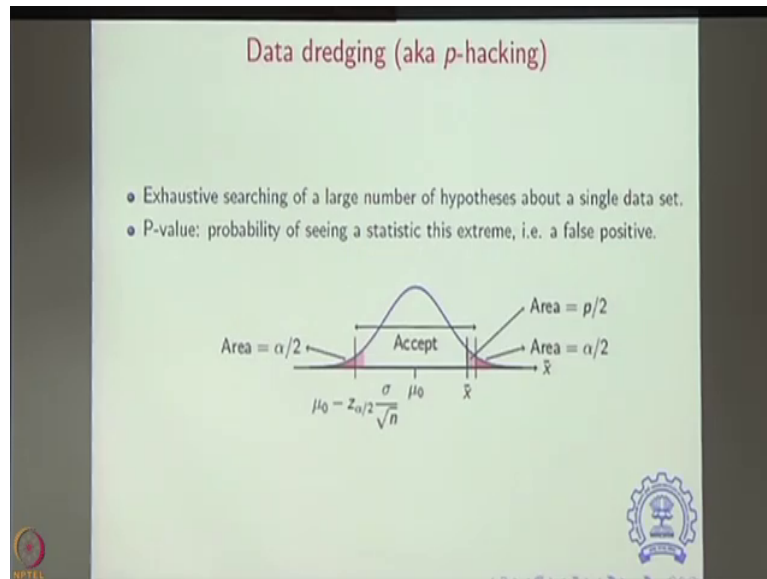 Data dredging (aka p-hacking)
• Exhaustive searching of a large number of hypotheses about a single data set.
• P-value: probability of seeing a statistic this extreme, i.e. a false positive.
Area = p/2
Area = α/2
Accept
Area = α/2
x̄
μ₀ − z_{α/2} σ/√n
μ₀
x̄
NPTEL